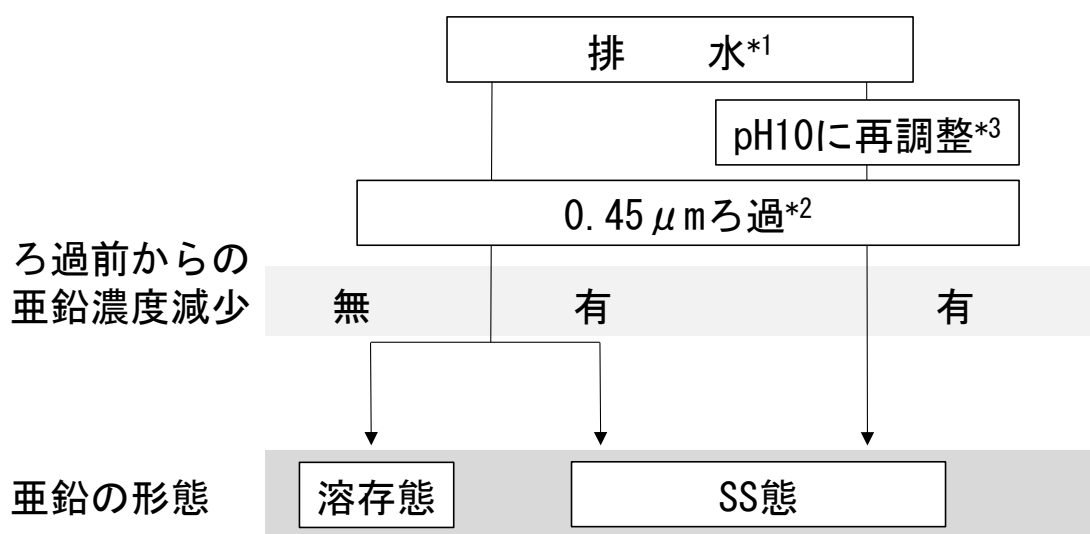 排　　水*1
pH10に再調整*3
0.45μmろ過*2
ろ過前からの
亜鉛濃度減少
無 有 有
亜鉛の形態
溶存態 SS態